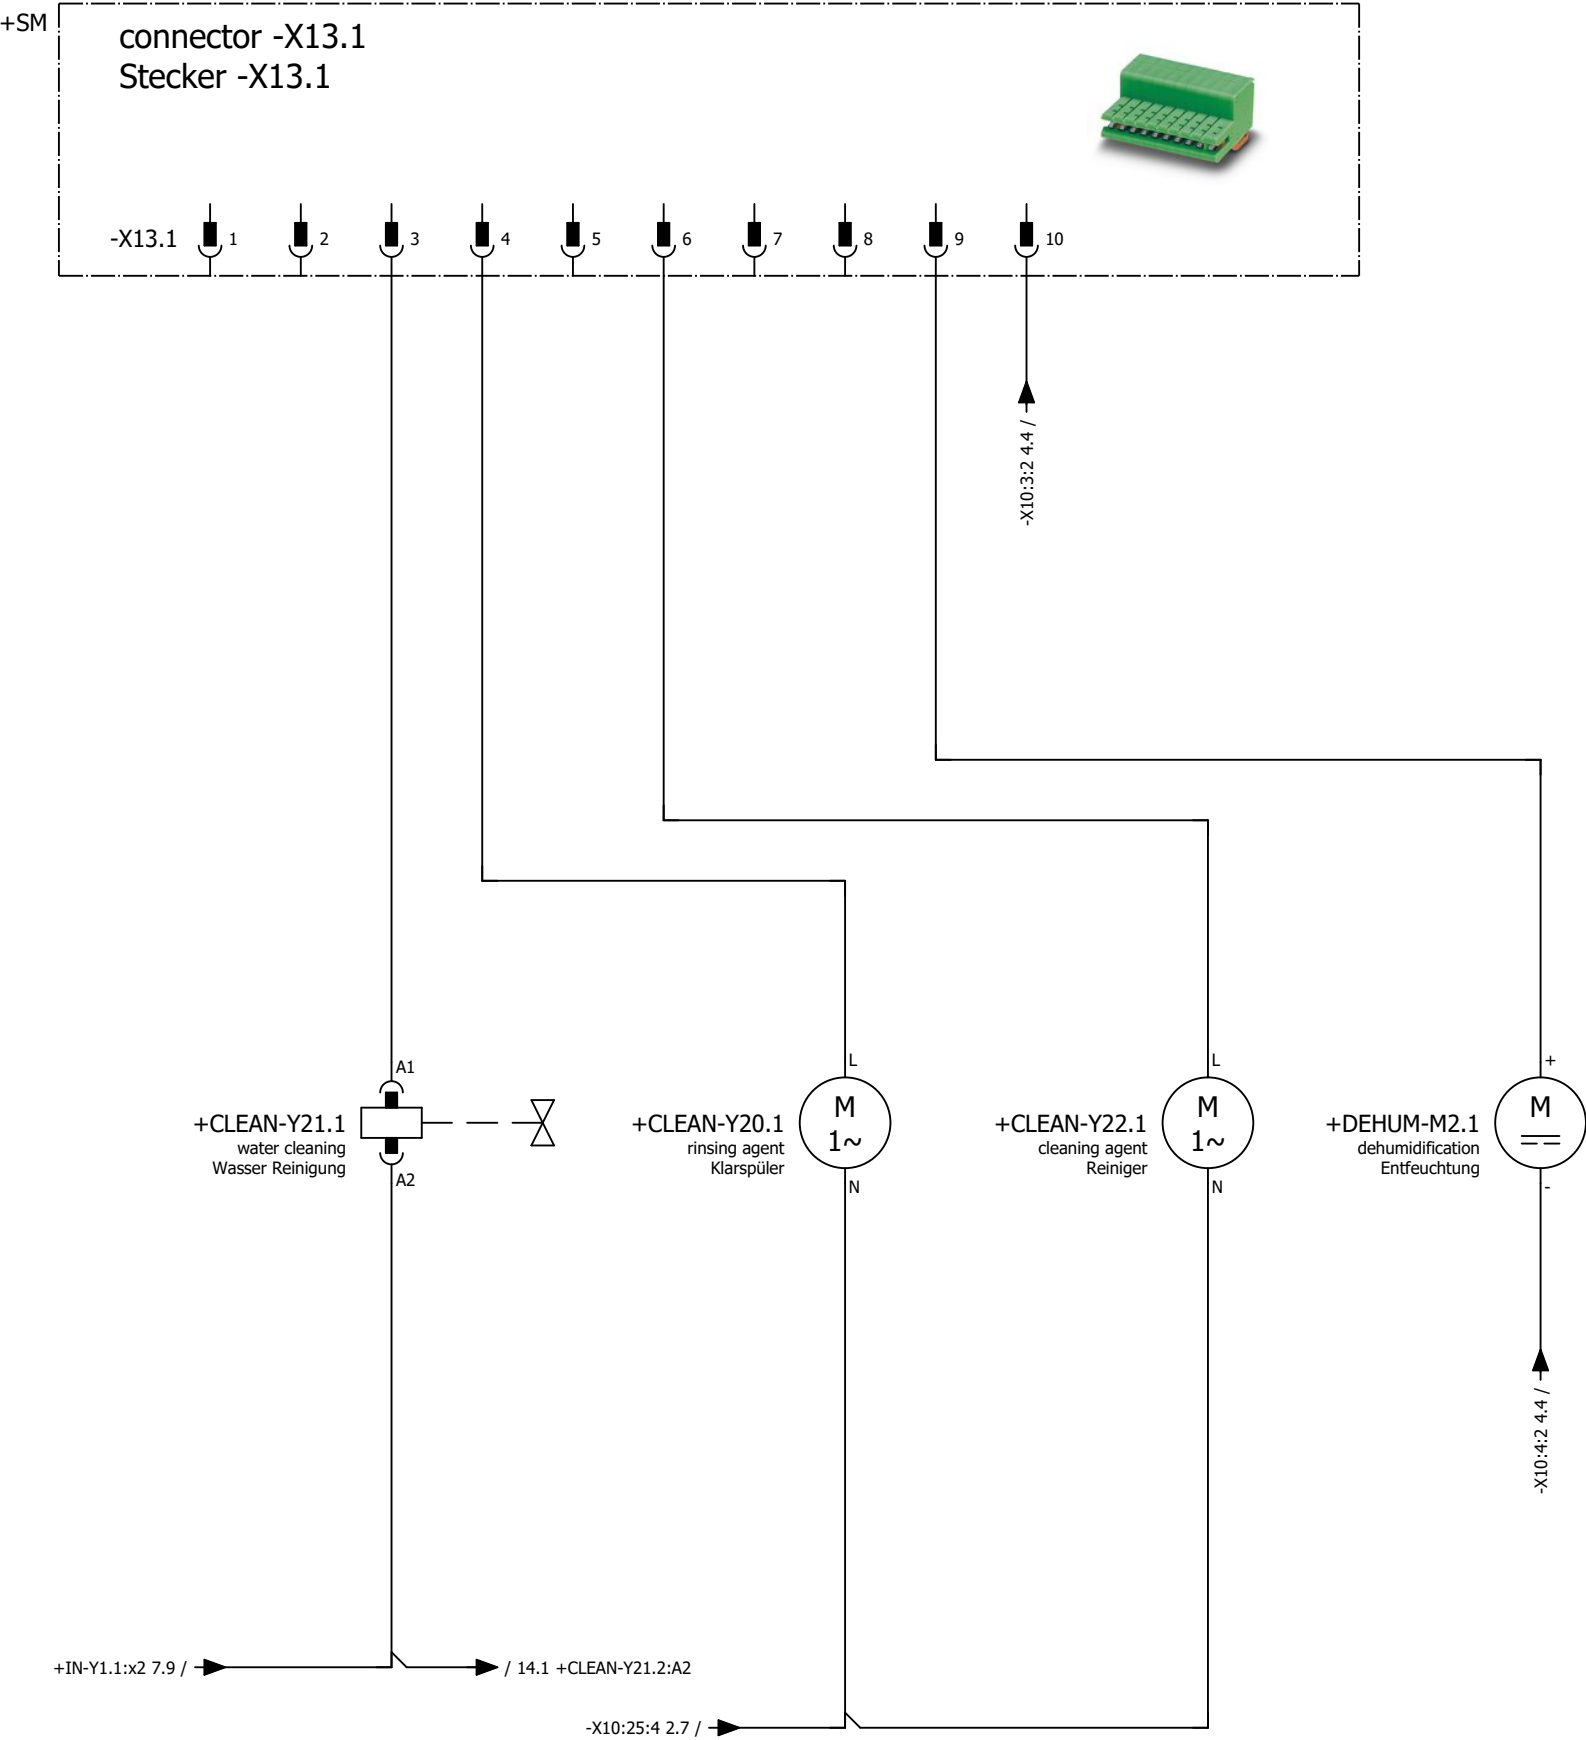 +SM
connector -X13.1
Stecker -X13.1
-X13.1 1 2 3 4 5 6 7 8 9 10
-X10:3:2 4.4 /
A1
+CLEAN-Y21.1
water cleaning
Wasser Reinigung
A2
L
+CLEAN-Y20.1
rinsing agent
Klarspüler
M
1~
N
L
+CLEAN-Y22.1
cleaning agent
Reiniger
M
1~
N
+
+DEHUM-M2.1
dehumidification
Entfeuchtung
M
-
-X10:4:2 4.4 /
+IN-Y1.1:x2 7.9 /
/ 14.1 +CLEAN-Y21.2:A2
-X10:25:4 2.7 /